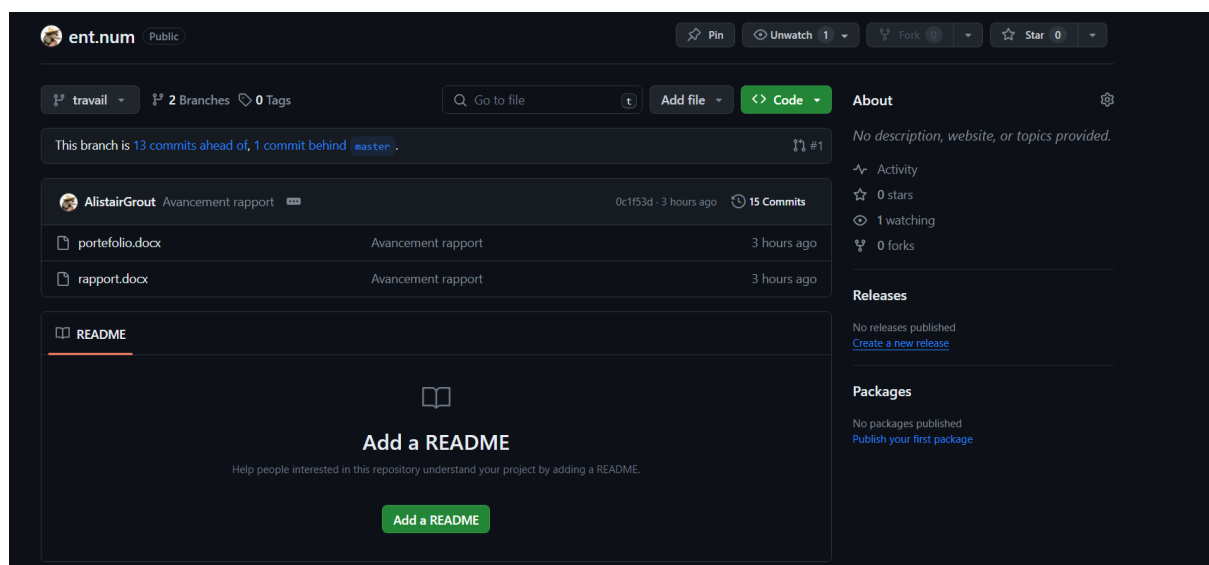 ent.num Public Pin Unwatch 1 Fork 0 Star 0
travail 2 Branches 0 Tags Go to file t Add file Code
This branch is 13 commits ahead of, 1 commit behind master . #1
AlistairGrout Avancement rapport 0c1f53d · 3 hours ago 15 Commits
portefolio.docx Avancement rapport 3 hours ago
rapport.docx Avancement rapport 3 hours ago
README
Add a README
Help people interested in this repository understand your project by adding a README.
Add a README
About
No description, website, or topics provided.
Activity
0 stars
1 watching
0 forks
Releases
No releases published
Create a new release
Packages
No packages published
Publish your first package